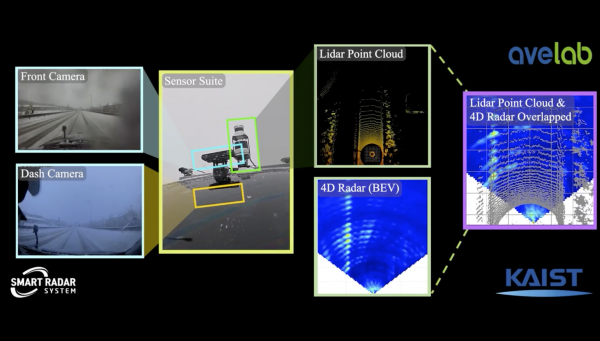 Front Camera
Dash Camera
SMART RADAR
SYSTEM
Sensor Suite
Lidar Point Cloud
4D Radar (BEV)
avelab
Lidar Point Cloud &
4D Radar Overlapped
KAIST